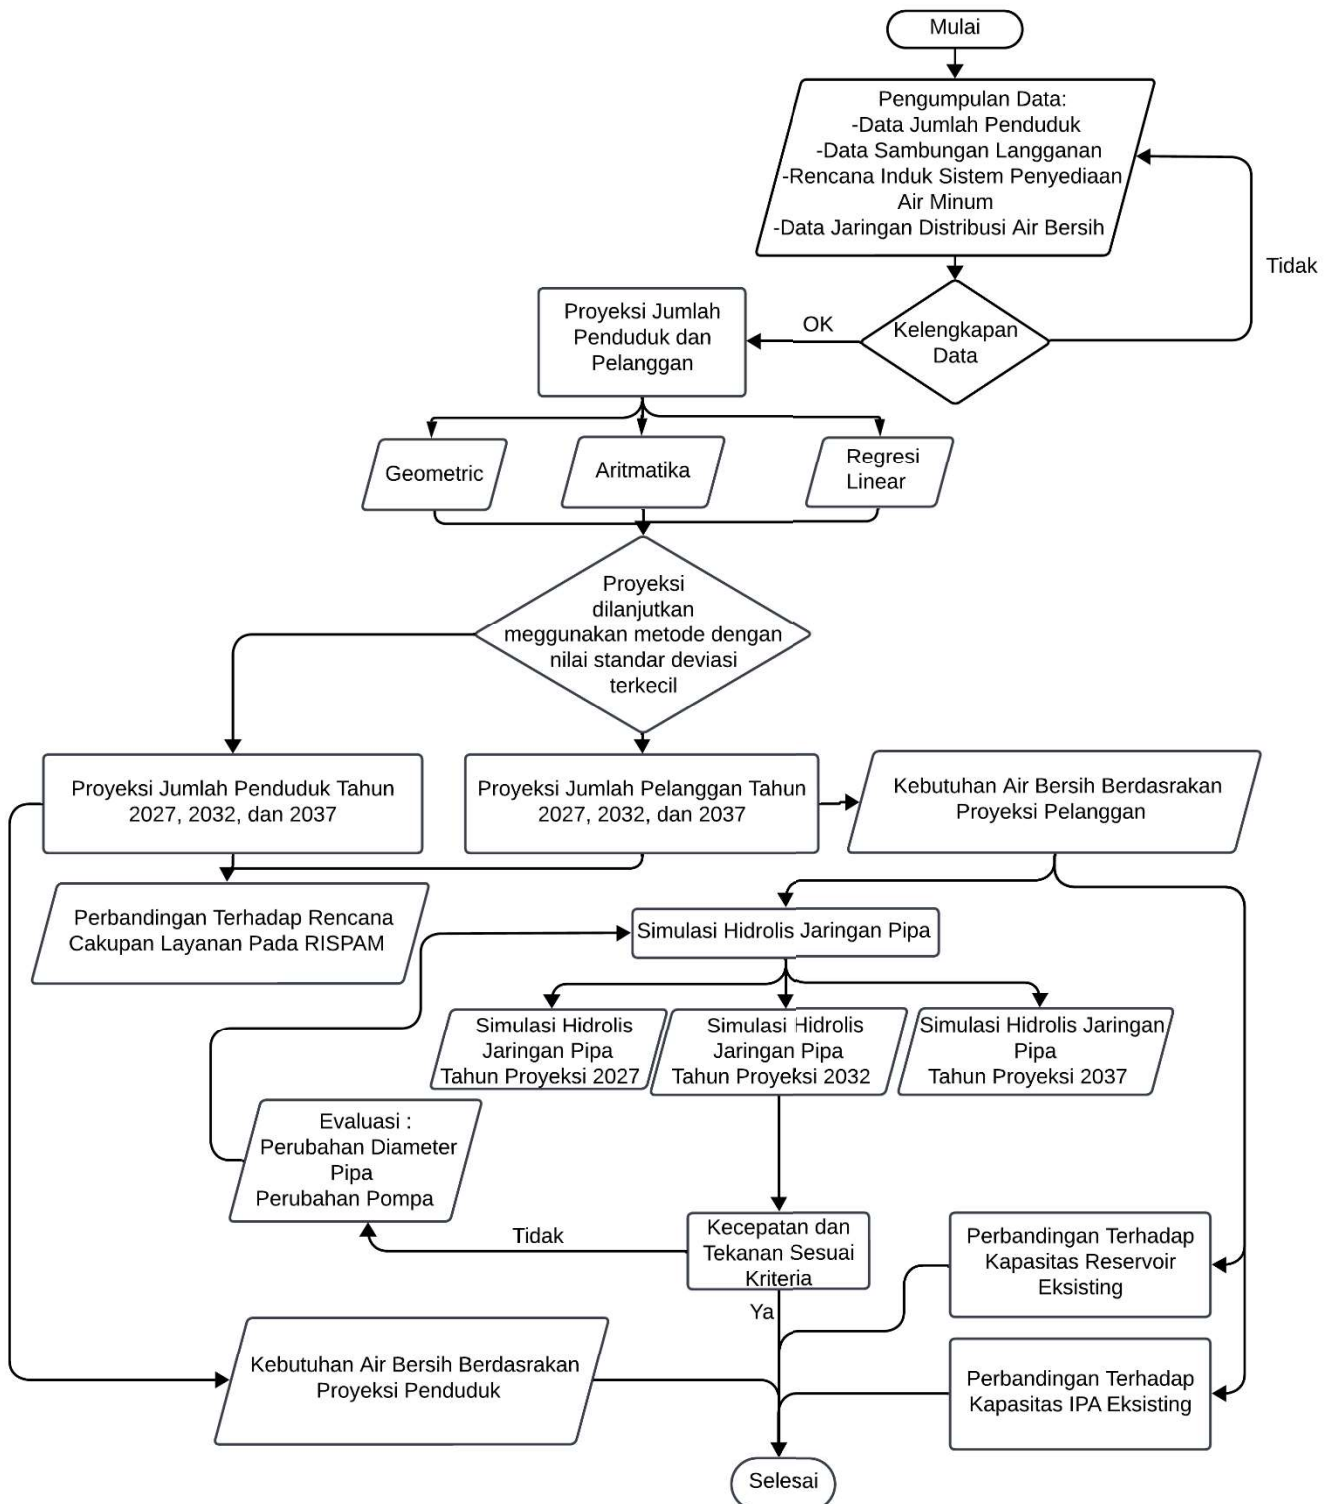 Mulai
Pengumpulan Data:
-Data Jumlah Penduduk
-Data Sambungan Langganan
-Rencana Induk Sistem Penyediaan
Air Minum
-Data Jaringan Distribusi Air Bersih
Tidak
Kelengkapan
Data
OK
Proyeksi Jumlah
Penduduk dan
Pelanggan
Geometric
Aritmatika
Regresi
Linear
Proyeksi
dilanjutkan
meggunakan metode dengan
nilai standar deviasi
terkecil
Proyeksi Jumlah Penduduk Tahun
2027, 2032, dan 2037
Proyeksi Jumlah Pelanggan Tahun
2027, 2032, dan 2037
Kebutuhan Air Bersih Berdasrakan
Proyeksi Pelanggan
Perbandingan Terhadap Rencana
Cakupan Layanan Pada RISPAM
Simulasi Hidrolis Jaringan Pipa
Simulasi Hidrolis
Jaringan Pipa
Tahun Proyeksi 2027
Simulasi Hidrolis
Jaringan Pipa
Tahun Proyeksi 2032
Simulasi Hidrolis Jaringan
Pipa
Tahun Proyeksi 2037
Evaluasi :
Perubahan Diameter
Pipa
Perubahan Pompa
Tidak
Kecepatan dan
Tekanan Sesuai
Kriteria
Ya
Perbandingan Terhadap
Kapasitas Reservoir
Eksisting
Kebutuhan Air Bersih Berdasrakan
Proyeksi Penduduk
Perbandingan Terhadap
Kapasitas IPA Eksisting
Selesai